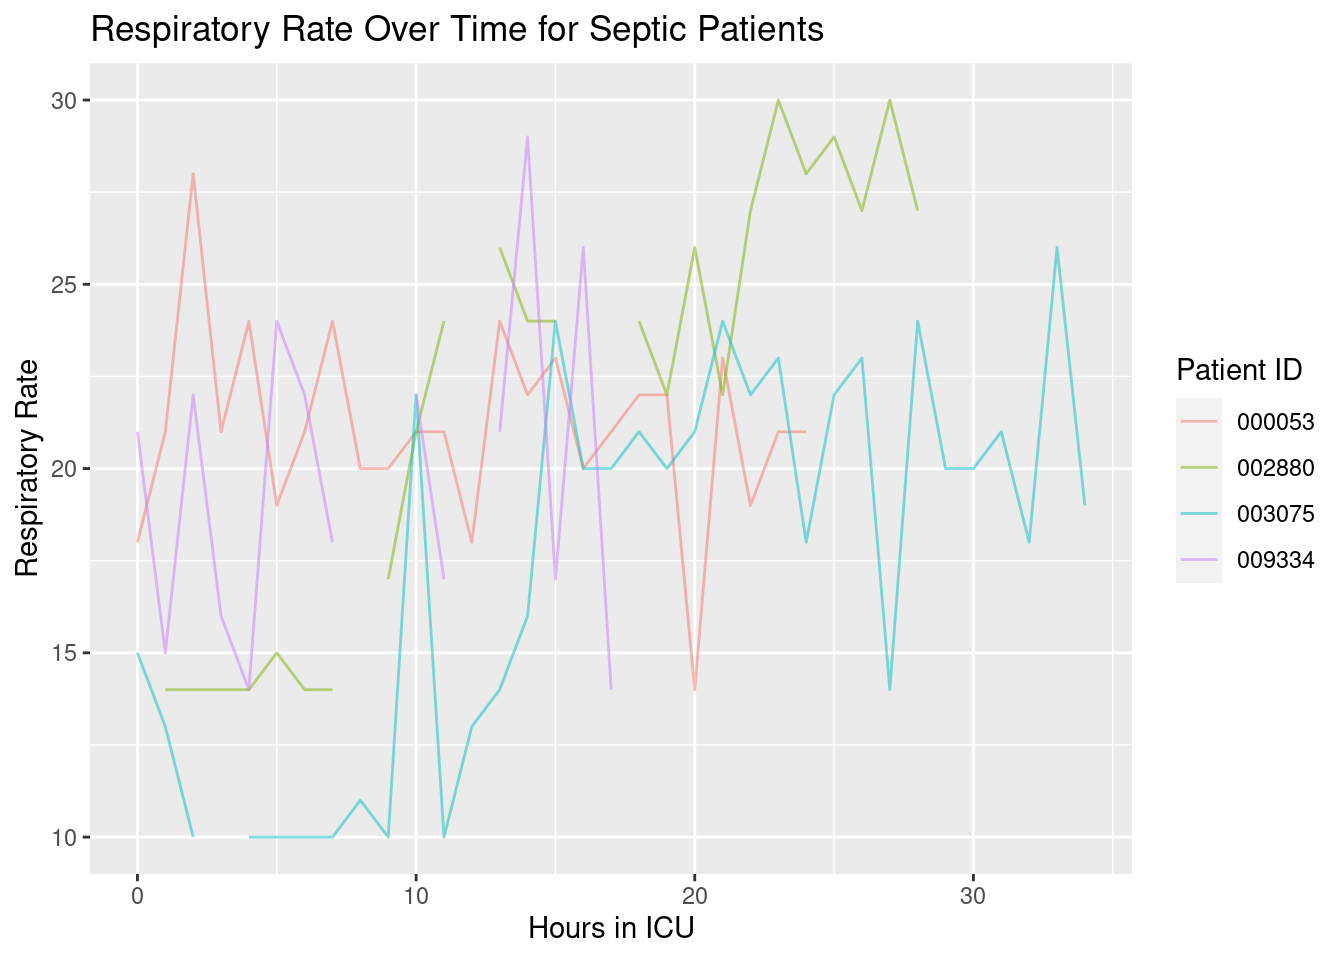 Respiratory Rate Over Time for Septic Patients
30
25
20
15
10
Respiratory Rate
0 10 20 30
Hours in ICU
Patient ID
000053
002880
003075
009334